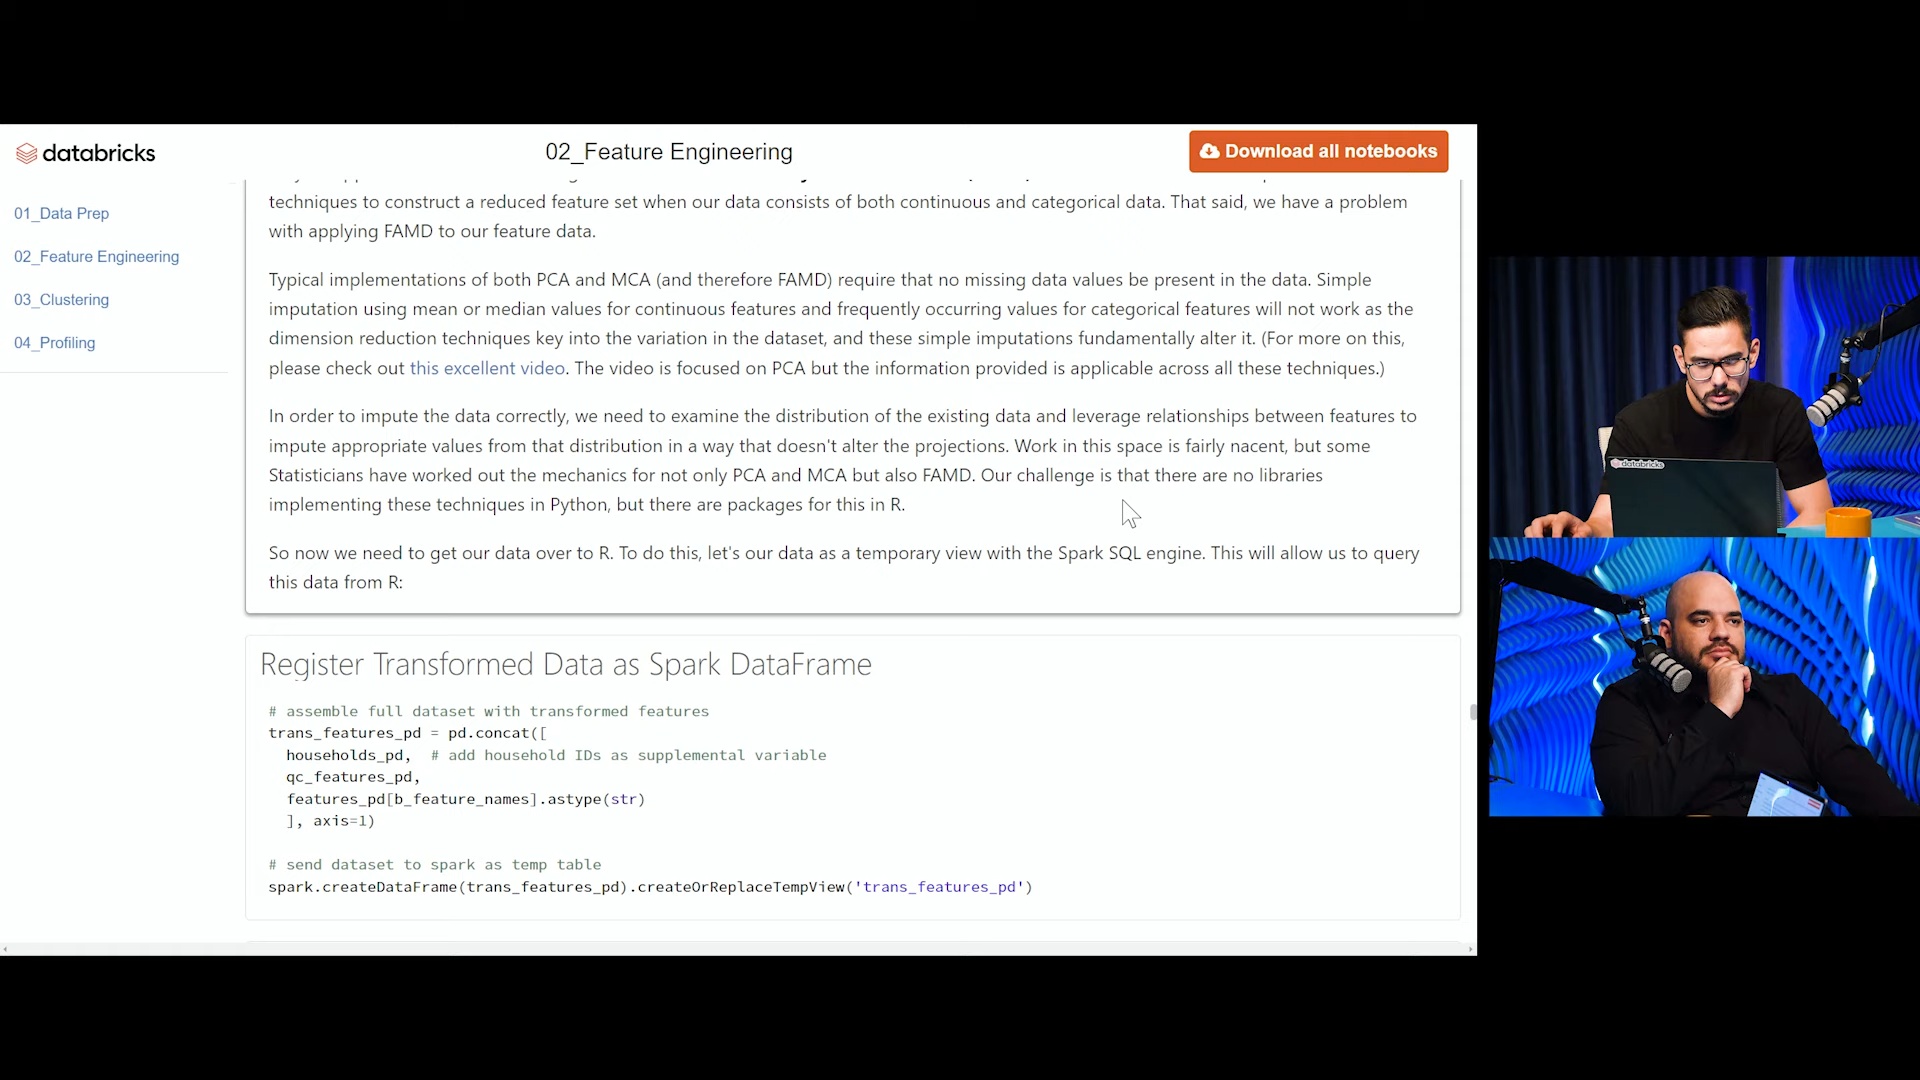 databricks
02_Feature Engineering
Download all notebooks
01_Data Prep
02_Feature Engineering
03_Clustering
04_Profiling
techniques to construct a reduced feature set when our data consists of both continuous and categorical data. That said, we have a problem
with applying FAMD to our feature data.
Typical implementations of both PCA and MCA (and therefore FAMD) require that no missing data values be present in the data. Simple
imputation using mean or median values for continuous features and frequently occurring values for categorical features will not work as the
dimension reduction techniques key into the variation in the dataset, and these simple imputations fundamentally alter it. (For more on this,
please check out this excellent video. The video is focused on PCA but the information provided is applicable across all these techniques.)
In order to impute the data correctly, we need to examine the distribution of the existing data and leverage relationships between features to
impute appropriate values from that distribution in a way that doesn't alter the projections. Work in this space is fairly nacent, but some
Statisticians have worked out the mechanics for not only PCA and MCA but also FAMD. Our challenge is that there are no libraries
implementing these techniques in Python, but there are packages for this in R.
So now we need to get our data over to R. To do this, let's our data as a temporary view with the Spark SQL engine. This will allow us to query
this data from R:
Register Transformed Data as Spark DataFrame
# assemble full dataset with transformed features
trans_features_pd = pd.concat([
households_pd, # add household IDs as supplemental variable
qc_features_pd,
features_pd[b_feature_names].astype(str)
], axis=1)
# send dataset to spark as temp table
spark.createDataFrame(trans_features_pd).createOrReplaceTempView('trans_features_pd')
databricks